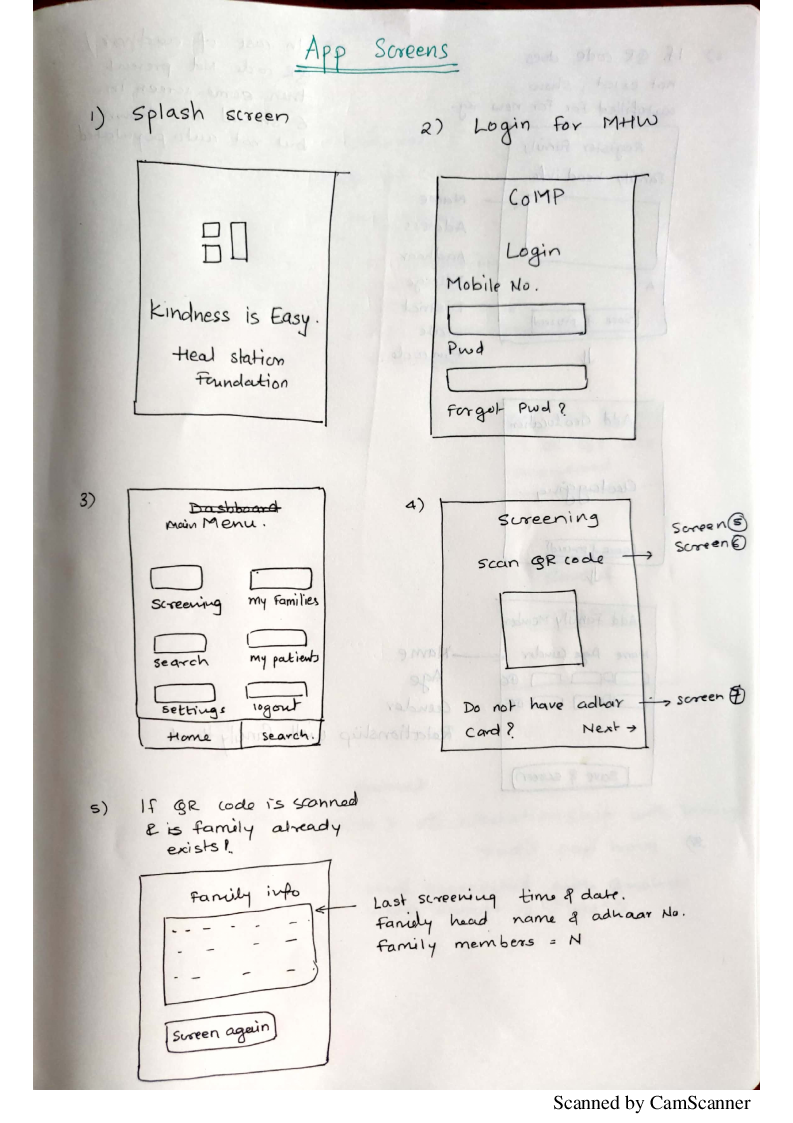 App Screens
1) Splash screen
Kindness is Easy.
Heal station
Foundation
2) Login for MHW
CoMP
Login
Mobile No.
Pwd
Forgot Pwd ?
3)
Dashboard
Main Menu.
Screening
my families
Search
my patients
Settings
logout
Home
Search.
4)
Screening
Scan QR code
Screen 5
Screen 6
Do not have adhar
Card ?
Screen 7
Next →
5) If QR code is scanned
& is family already
exists!
Family info
Screen again
Last screening time & date.
Family head name & adhaar No.
family members = N
Scanned by CamScanner